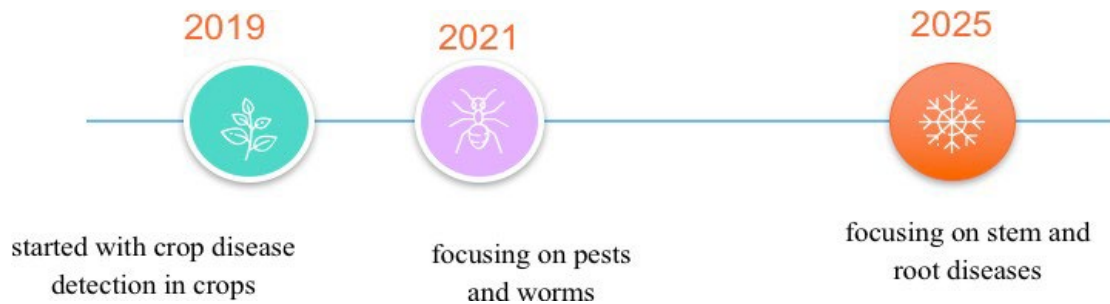 2019
started with crop disease
detection in crops
2021
focusing on pests
and worms
2025
focusing on stem and
root diseases